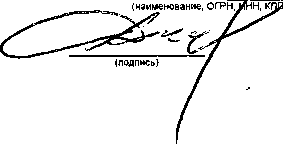 (наименование, ОГРН, ИНН, КПП
(подпись)